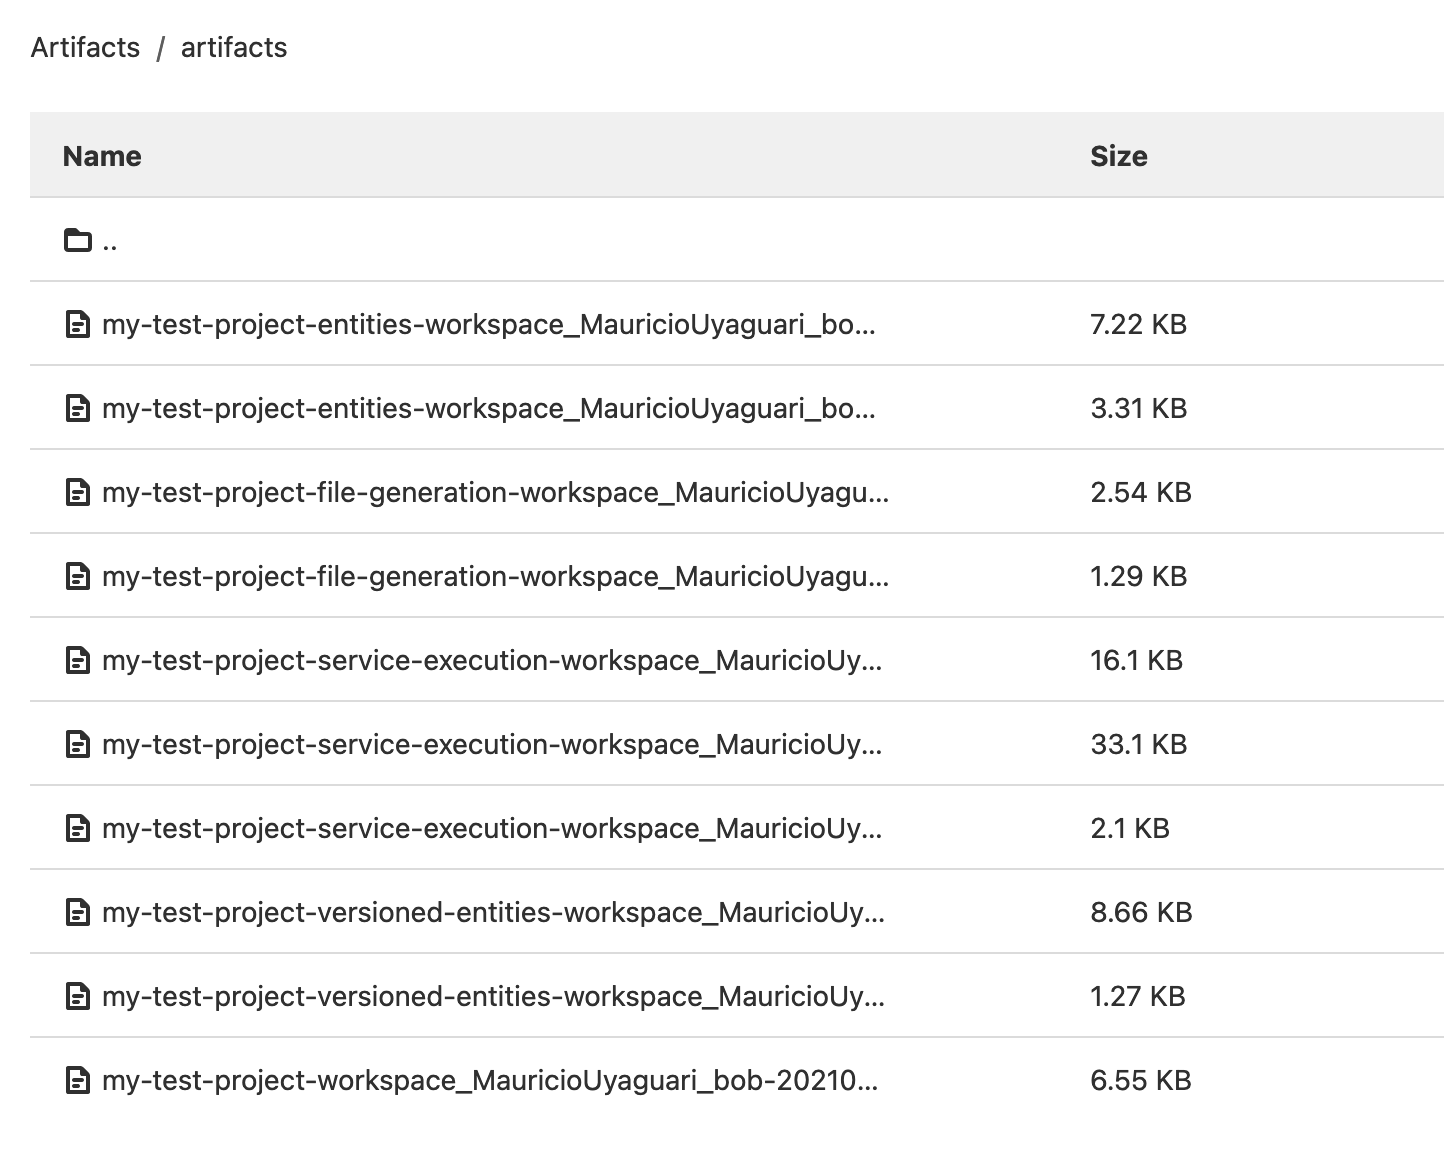 Artifacts / artifacts
Name Size
..
my-test-project-entities-workspace_MauricioUyaguari_bo... 7.22 KB
my-test-project-entities-workspace_MauricioUyaguari_bo... 3.31 KB
my-test-project-file-generation-workspace_MauricioUyagu... 2.54 KB
my-test-project-file-generation-workspace_MauricioUyagu... 1.29 KB
my-test-project-service-execution-workspace_MauricioUy... 16.1 KB
my-test-project-service-execution-workspace_MauricioUy... 33.1 KB
my-test-project-service-execution-workspace_MauricioUy... 2.1 KB
my-test-project-versioned-entities-workspace_MauricioUy... 8.66 KB
my-test-project-versioned-entities-workspace_MauricioUy... 1.27 KB
my-test-project-workspace_MauricioUyaguari_bob-20210... 6.55 KB